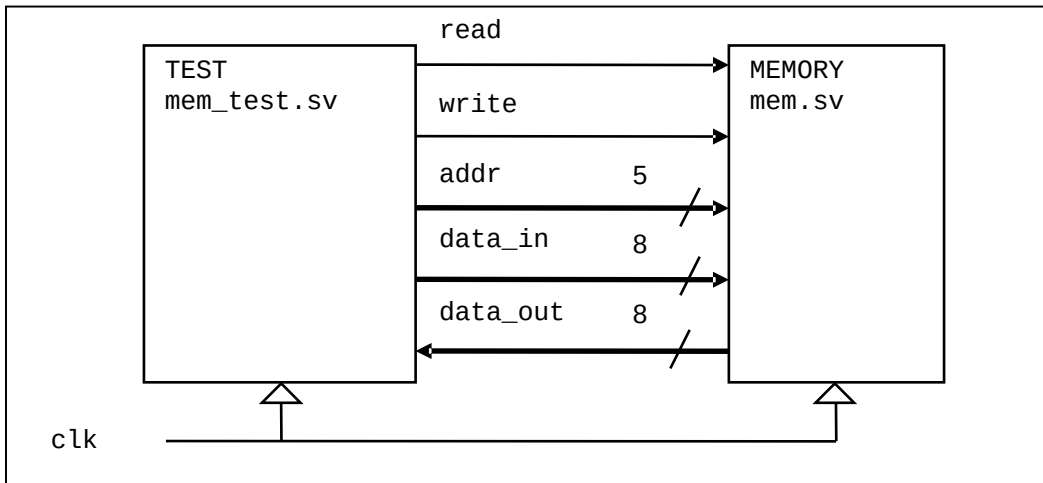 read
TEST
mem_test.sv
MEMORY
mem.sv
write
addr 5
data_in 8
data_out 8
clk